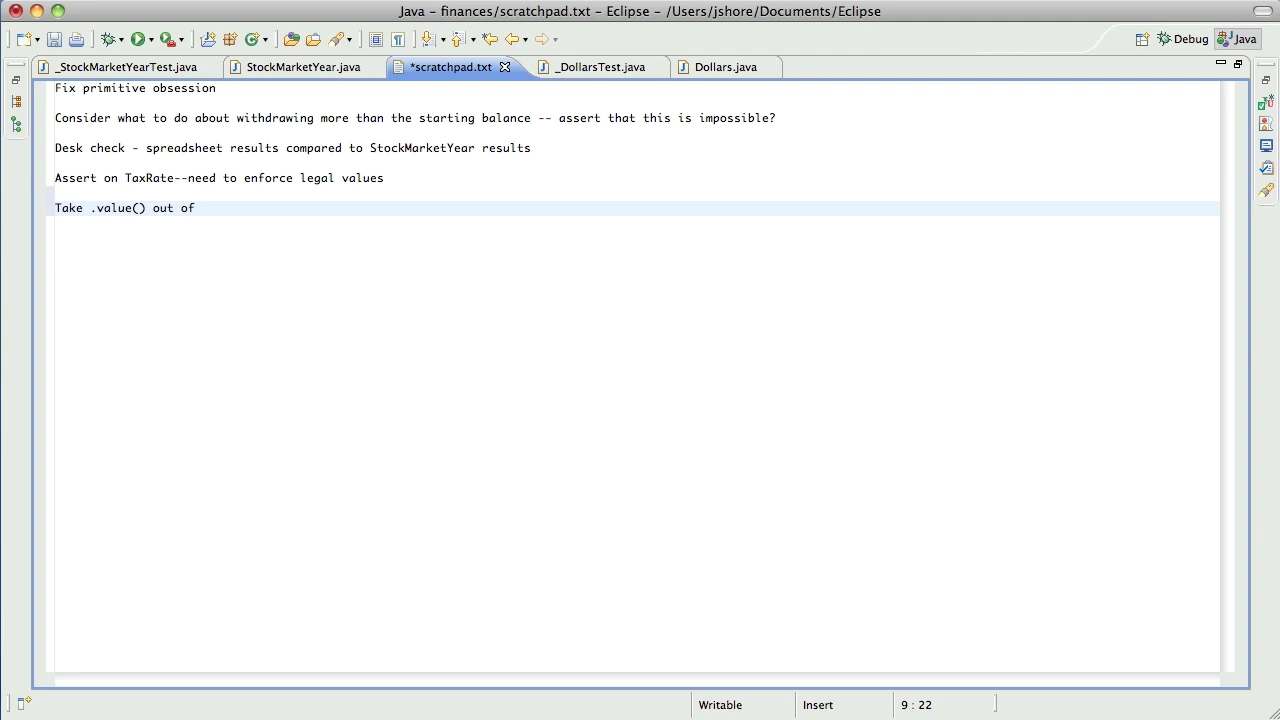 Java - finances/scratchpad.txt - Eclipse - /Users/jshore/Documents/Eclipse
Debug
Java
_StockMarketYearTest.java
StockMarketYear.java
*scratchpad.txt
_DollarsTest.java
Dollars.java
Fix primitive obsession
Consider what to do about withdrawing more than the starting balance -- assert that this is impossible?
Desk check - spreadsheet results compared to StockMarketYear results
Assert on TaxRate--need to enforce legal values
Take .value() out of
Writable
Insert
9 : 22